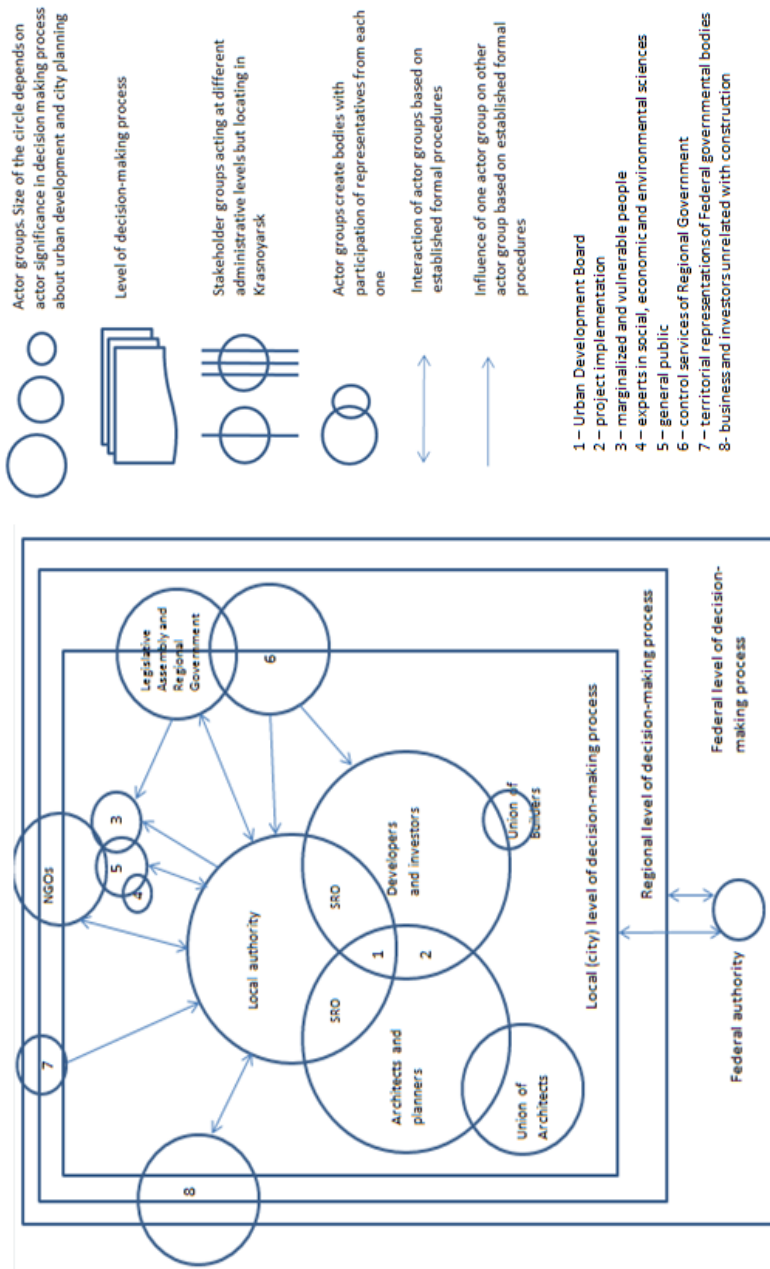 NGOs
7
8
5
3
4
Legislative
Assembly and
Regional
Government
6
Local authority
SRO
SRO
1
2
Architects and
planners
Developers
and investors
Union of
Architects
Union of
Builders
Local (city) level of decision-making process
Regional level of decision-making process
Federal level of decision-
making process
Federal authority
Actor groups. Size of the circle depends on
actor significance in decision making process
about urban development and city planning
Level of decision-making process
Stakeholder groups acting at different
administrative levels but locating in
Krasnoyarsk
Actor groups create bodies with
participation of representatives from each
one
Interaction of actor groups based on
established formal procedures
Influence of one actor group on other
actor group based on established formal
procedures
1 – Urban Development Board
2 – project implementation
3 – marginalized and vulnerable people
4 – experts in social, economic and environmental sciences
5 – general public
6 – control services of Regional Government
7 – territorial representations of Federal governmental bodies
8- business and investors unrelated with construction